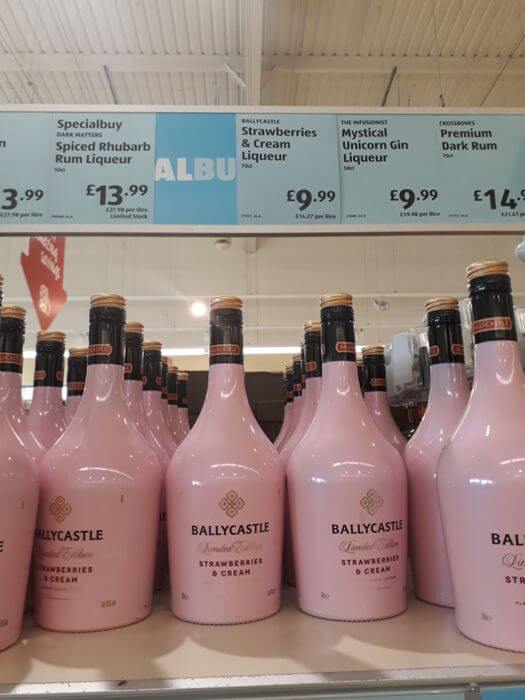 Specialbuy
DARK MATTERS
Spiced Rhubarb
Rum Liqueur
50cl
3.99
£13.99
£27.98 per litre
Limited Stock
ALBU
BALLYCASTLE
Strawberries
& Cream
Liqueur
70cl
£9.99
£14.27 per litre
THE INFUSIONIST
Mystical
Unicorn Gin
Liqueur
50cl
£9.99
£19.98 per litre
CROSSBONES
Premium
Dark Rum
70cl
£14.
BALLYCASTLE
Limited Edition
STRAWBERRIES
& CREAM
BALLYCASTLE
Limited Edition
STRAWBERRIES
& CREAM
BALLYCASTLE
Limited Edition
STRAWBERRIES
& CREAM
BALL
STR